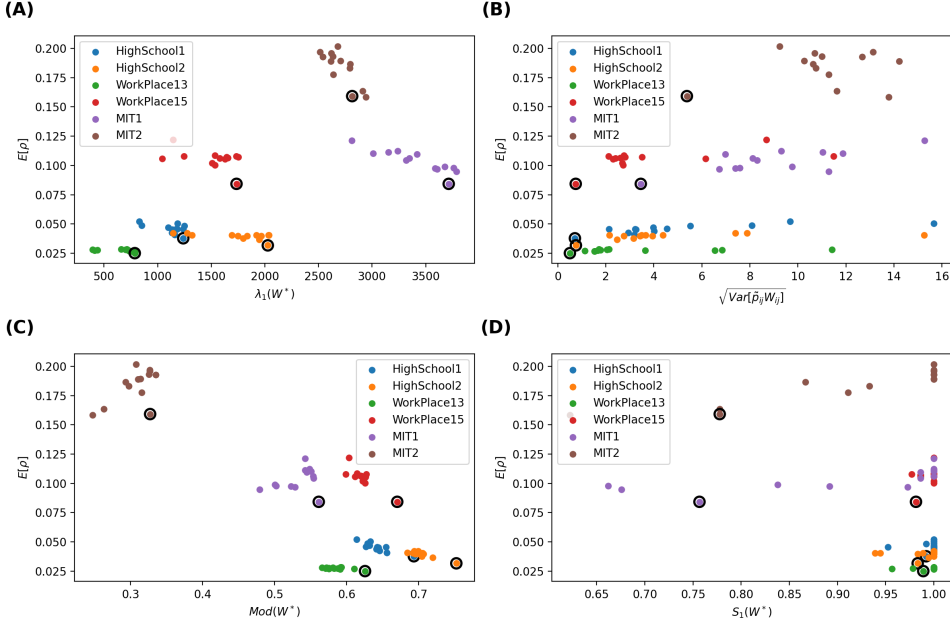 (A)
0.200
0.175
0.150
0.125
0.100
0.075
0.050
0.025
E[ρ]
HighSchool1
HighSchool2
WorkPlace13
WorkPlace15
MIT1
MIT2
500 1000 1500 2000 2500 3000 3500
λ₁(W*)
(B)
0.200
0.175
0.150
0.125
0.100
0.075
0.050
0.025
E[ρ]
HighSchool1
HighSchool2
WorkPlace13
WorkPlace15
MIT1
MIT2
0 2 4 6 8 10 12 14 16
√Var[p̃ᵢⱼWᵢⱼ]
(C)
0.200
0.175
0.150
0.125
0.100
0.075
0.050
0.025
E[ρ]
HighSchool1
HighSchool2
WorkPlace13
WorkPlace15
MIT1
MIT2
0.3 0.4 0.5 0.6 0.7
Mod(W*)
(D)
0.200
0.175
0.150
0.125
0.100
0.075
0.050
0.025
E[ρ]
HighSchool1
HighSchool2
WorkPlace13
WorkPlace15
MIT1
MIT2
0.65 0.70 0.75 0.80 0.85 0.90 0.95 1.00
S₁(W*)